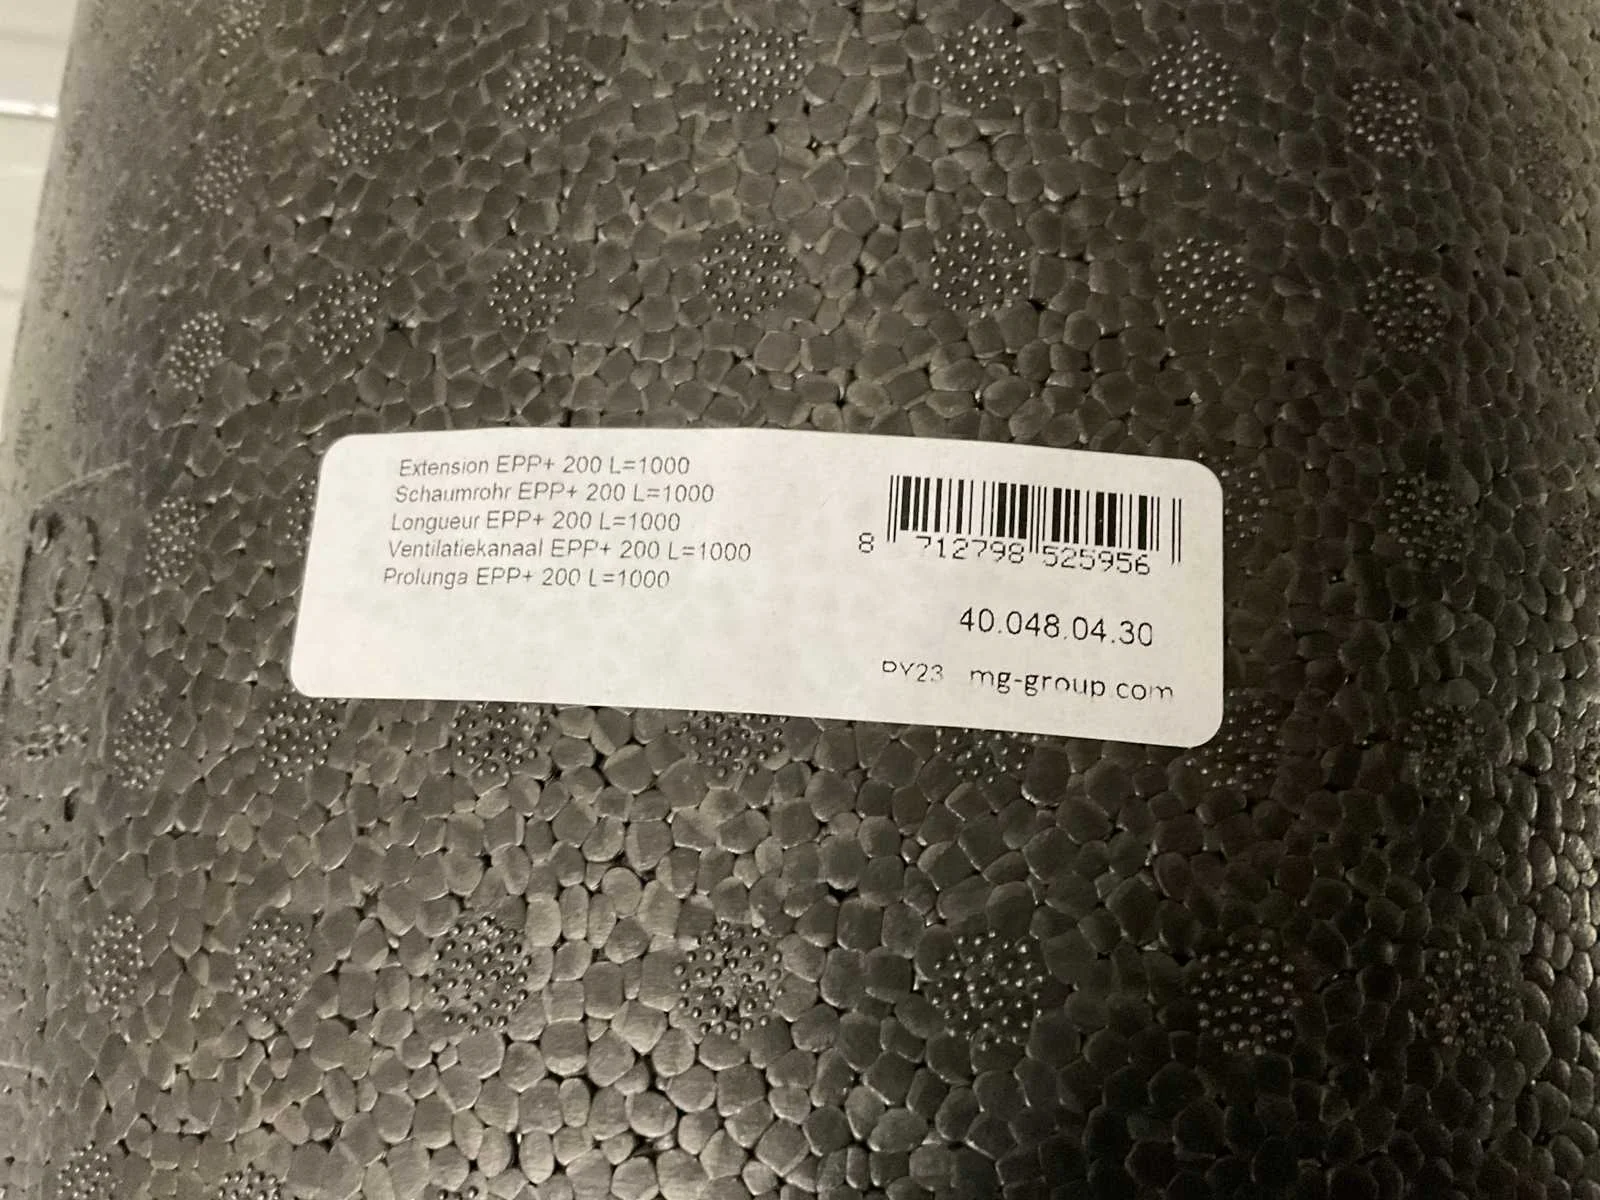 Extension EPP+ 200 L=1000
Schaumrohr EPP+ 200 L=1000
Longueur EPP+ 200 L=1000
Ventilatiekanaal EPP+ 200 L=1000
Prolunga EPP+ 200 L=1000
8 712798 525956
40.048.04.30
PY23 mg-group.com